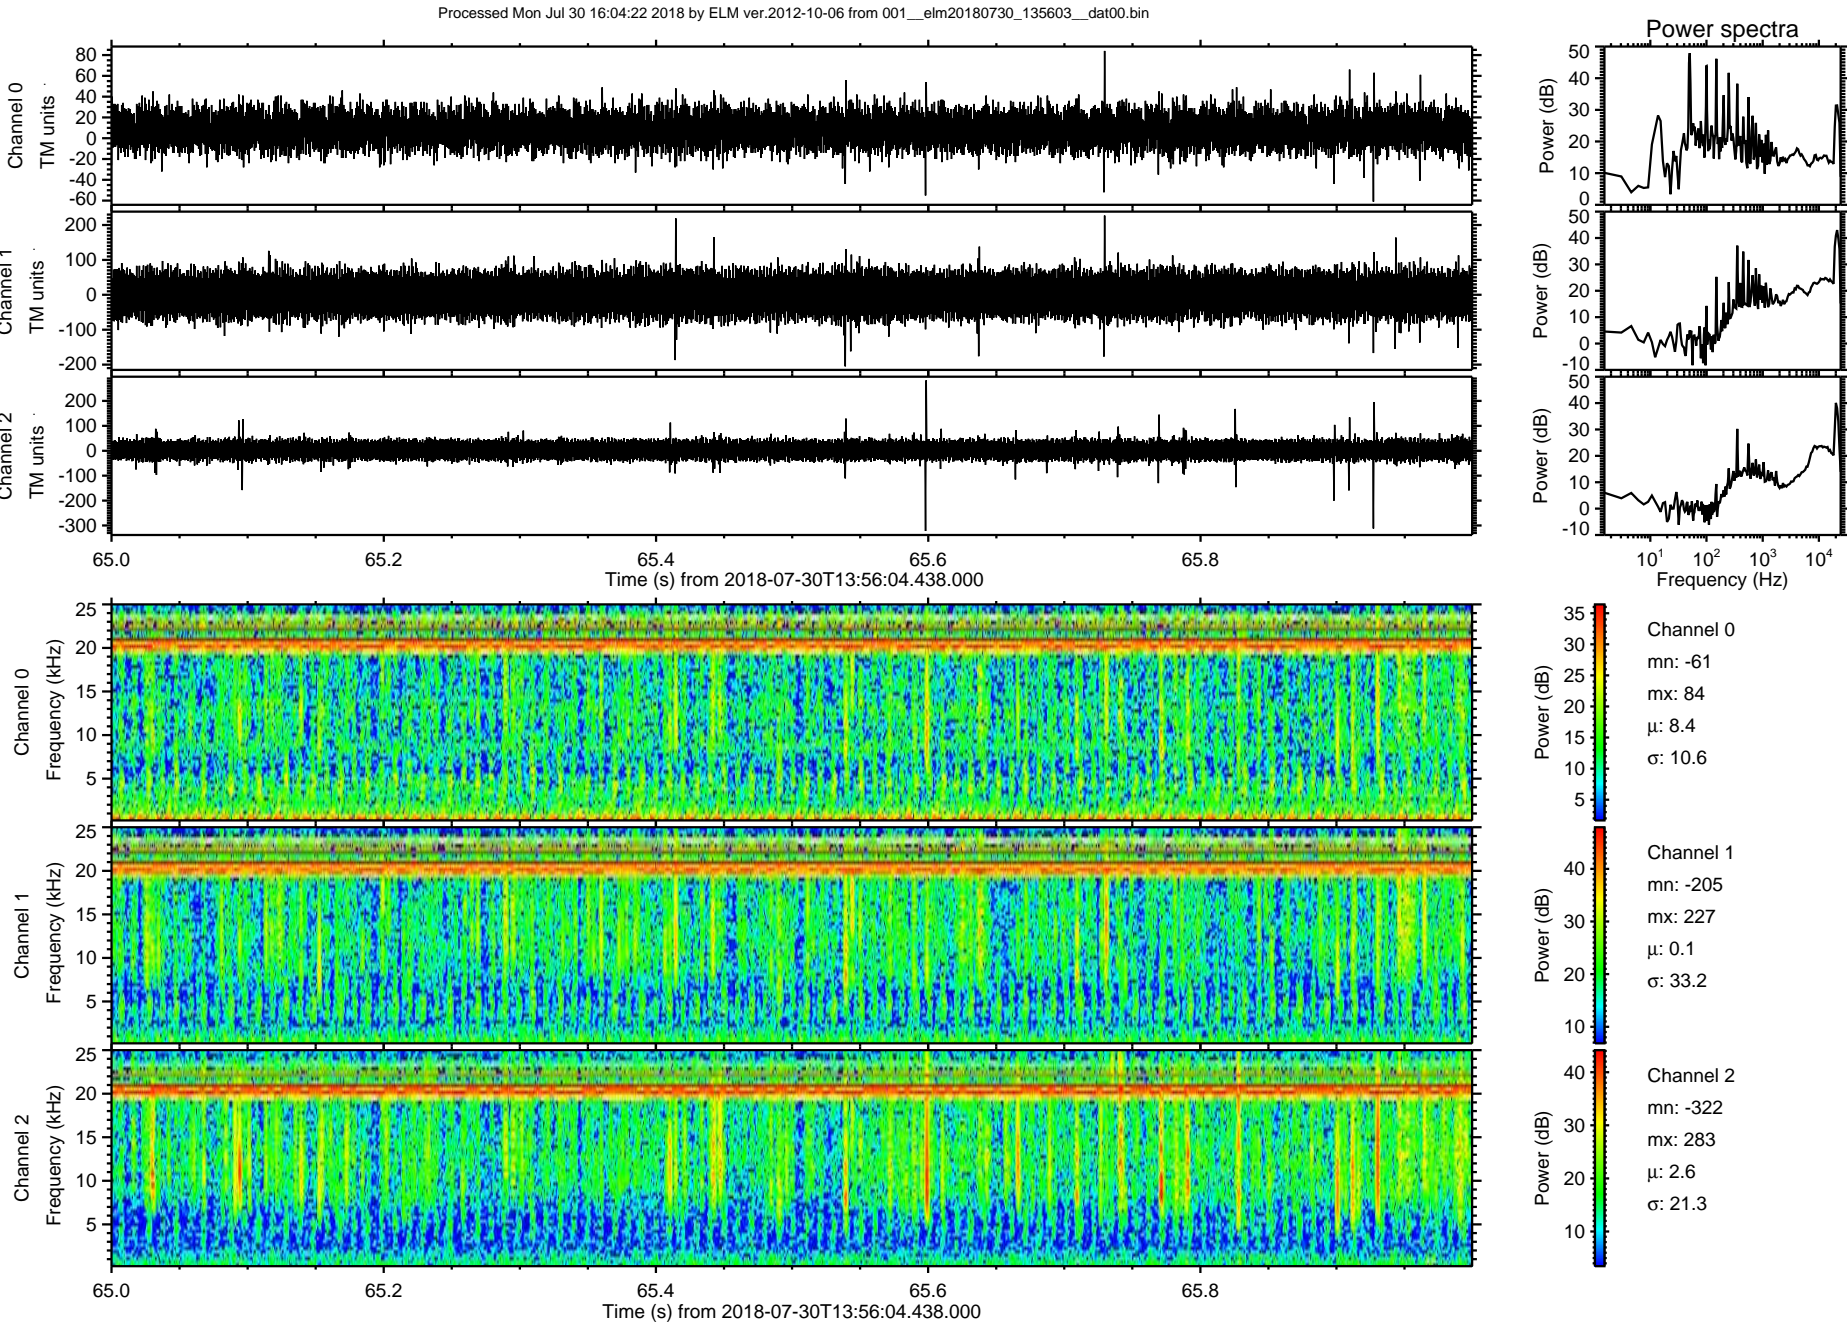 Processed Mon Jul 30 16:04:22 2018 by ELM ver.2012-10-06 from 001__elm20180730_135603__dat00.bin
Power spectra
Channel 0
TM units
80
60
40
20
0
-20
-40
-60
Power (dB)
50
40
30
20
10
0
Channel 1
TM units
200
100
0
-100
-200
Power (dB)
50
40
30
20
10
0
-10
Channel 2
TM units
200
100
0
-100
-200
-300
Power (dB)
50
40
30
20
10
0
-10
65.0 65.2 65.4 65.6 65.8
Time (s) from 2018-07-30T13:56:04.438.000
10¹ 10² 10³ 10⁴
Frequency (Hz)
Channel 0
Frequency (kHz)
25
20
15
10
5
Power (dB)
35
30
25
20
15
10
5
Channel 0
mn: -61
mx: 84
μ: 8.4
σ: 10.6
Channel 1
Frequency (kHz)
25
20
15
10
5
Power (dB)
40
30
20
10
Channel 1
mn: -205
mx: 227
μ: 0.1
σ: 33.2
Channel 2
Frequency (kHz)
25
20
15
10
5
Power (dB)
40
30
20
10
Channel 2
mn: -322
mx: 283
μ: 2.6
σ: 21.3
65.0 65.2 65.4 65.6 65.8
Time (s) from 2018-07-30T13:56:04.438.000